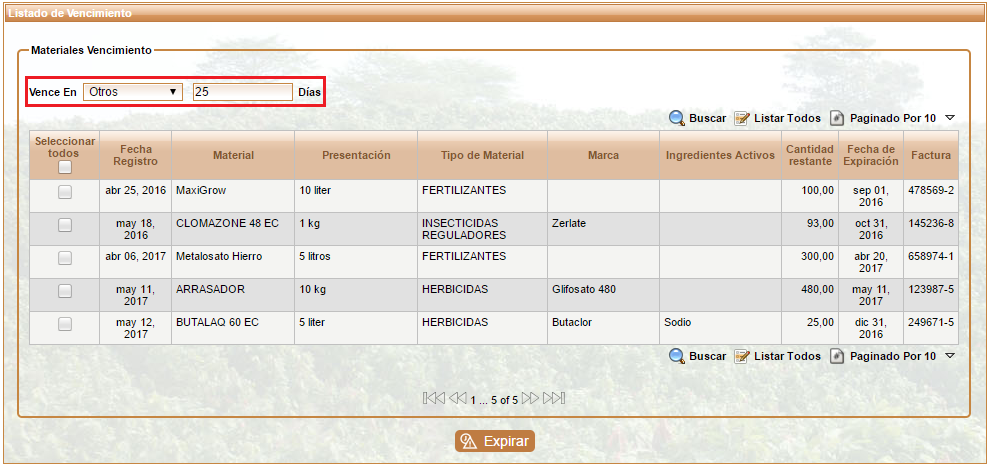 Listado de Vencimiento
Materiales Vencimiento
Vence En Otros 25 Días
Buscar Listar Todos Paginado Por 10
Seleccionar todos Fecha Registro Material Presentación Tipo de Material Marca Ingredientes Activos Cantidad restante Fecha de Expiración Factura
abr 25, 2016 MaxiGrow 10 liter FERTILIZANTES 100,00 sep 01, 2016 478569-2
may 18, 2016 CLOMAZONE 48 EC 1 kg INSECTICIDAS REGULADORES Zerlate 93,00 oct 31, 2016 145236-8
abr 06, 2017 Metalosato Hierro 5 litros FERTILIZANTES 300,00 abr 20, 2017 658974-1
may 11, 2017 ARRASADOR 10 kg HERBICIDAS Glifosato 480 480,00 may 11, 2017 123987-5
may 12, 2017 BUTALAQ 60 EC 5 liter HERBICIDAS Butaclor Sodio 25,00 dic 31, 2016 249671-5
Buscar Listar Todos Paginado Por 10
1 ... 5 of 5
Expirar